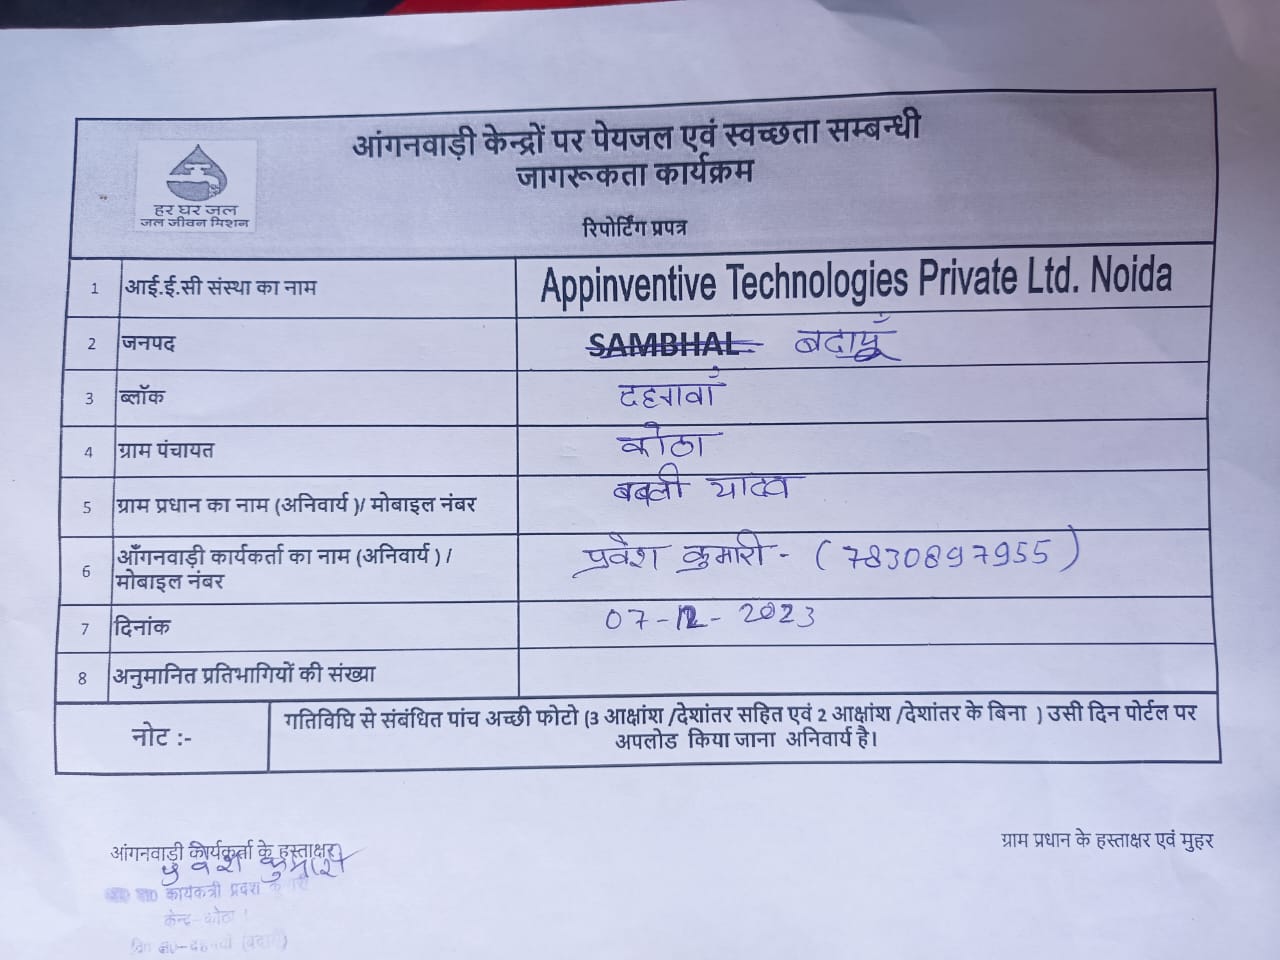 आंगनवाड़ी केन्द्रों पर पेयजल एवं स्वच्छता सम्बन्धी
जागरूकता कार्यक्रम
हर घर जल
जल जीवन मिशन
रिपोर्टिंग प्रपत्र
1 आई.ई.सी संस्था का नाम Appinventive Technologies Private Ltd. Noida
2 जनपद SAMBHAL बदायूँ
3 ब्लॉक दहगवाँ
4 ग्राम पंचायत कोठा
5 ग्राम प्रधान का नाम (अनिवार्य )/ मोबाइल नंबर बबली यादव
6 आँगनवाड़ी कार्यकर्ता का नाम (अनिवार्य ) /
मोबाइल नंबर प्रवेश कुमारी - (7830897955)
7 दिनांक 07-12-2023
8 अनुमानित प्रतिभागियों की संख्या
नोट :- गतिविधि से संबंधित पांच अच्छी फोटो (3 आक्षांश /देशांतर सहित एवं 2 आक्षांश /देशांतर के बिना ) उसी दिन पोर्टल पर
अपलोड किया जाना अनिवार्य है।
आंगनवाड़ी कार्यकर्ता के हस्ताक्षर
ग्राम प्रधान के हस्ताक्षर एवं मुहर
प्रवेश कुमारी
कार्यकत्री प्रवेश
केन्द्र-कोठा